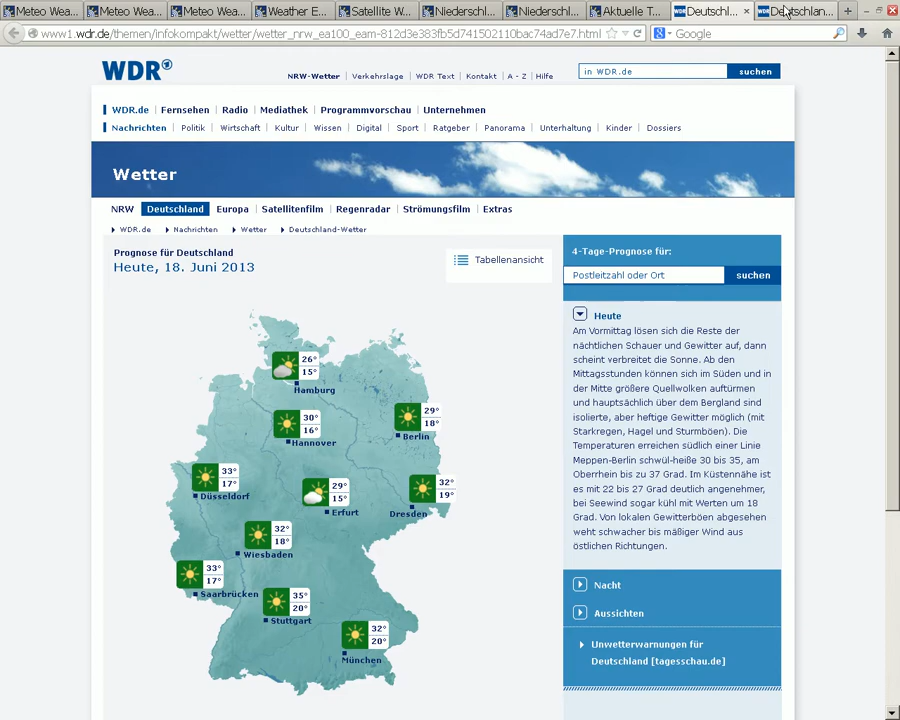 Meteo Wea...
Meteo Wea...
Meteo Wea...
Weather E...
Satellite W...
Niederschl...
Niederschl...
Aktuelle T...
Deutschl...
Deutschlan...
www1.wdr.de/themen/infokompakt/wetter/wetter_nrw_ea100_eam-812d3e383fb5d741502110bac74ad7e7.html
Google
WDR
NRW-Wetter
Verkehrslage
WDR Text
Kontakt
A - Z
Hilfe
in WDR.de
suchen
WDR.de
Fernsehen
Radio
Mediathek
Programmvorschau
Unternehmen
Nachrichten
Politik
Wirtschaft
Kultur
Wissen
Digital
Sport
Ratgeber
Panorama
Unterhaltung
Kinder
Dossiers
Wetter
NRW
Deutschland
Europa
Satellitenfilm
Regenradar
Strömungsfilm
Extras
WDR.de
Nachrichten
Wetter
Deutschland-Wetter
Prognose für Deutschland
Heute, 18. Juni 2013
Tabellenansicht
26°
15°
Hamburg
30°
16°
Hannover
29°
18°
Berlin
33°
17°
Düsseldorf
29°
15°
Erfurt
32°
19°
Dresden
32°
18°
Wiesbaden
33°
17°
Saarbrücken
35°
20°
Stuttgart
32°
20°
München
4-Tage-Prognose für:
Postleitzahl oder Ort
suchen
Heute
Am Vormittag lösen sich die Reste der
nächtlichen Schauer und Gewitter auf, dann
scheint verbreitet die Sonne. Ab den
Mittagsstunden können sich im Süden und in
der Mitte größere Quellwolken auftürmen
und hauptsächlich über dem Bergland sind
isolierte, aber heftige Gewitter möglich (mit
Starkregen, Hagel und Sturmböen). Die
Temperaturen erreichen südlich einer Linie
Meppen-Berlin schwül-heiße 30 bis 35, am
Oberrhein bis zu 37 Grad. Im Küstennähe ist
es mit 22 bis 27 Grad deutlich angenehmer,
bei Seewind sogar kühl mit Werten um 18
Grad. Von lokalen Gewitterböen abgesehen
weht schwacher bis mäßiger Wind aus
östlichen Richtungen.
Nacht
Aussichten
Unwetterwarnungen für
Deutschland [tagesschau.de]